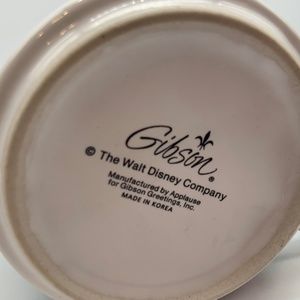 Gibson®
© The Walt Disney Company
Manufactured by Applause
for Gibson Greetings, Inc.
MADE IN KOREA